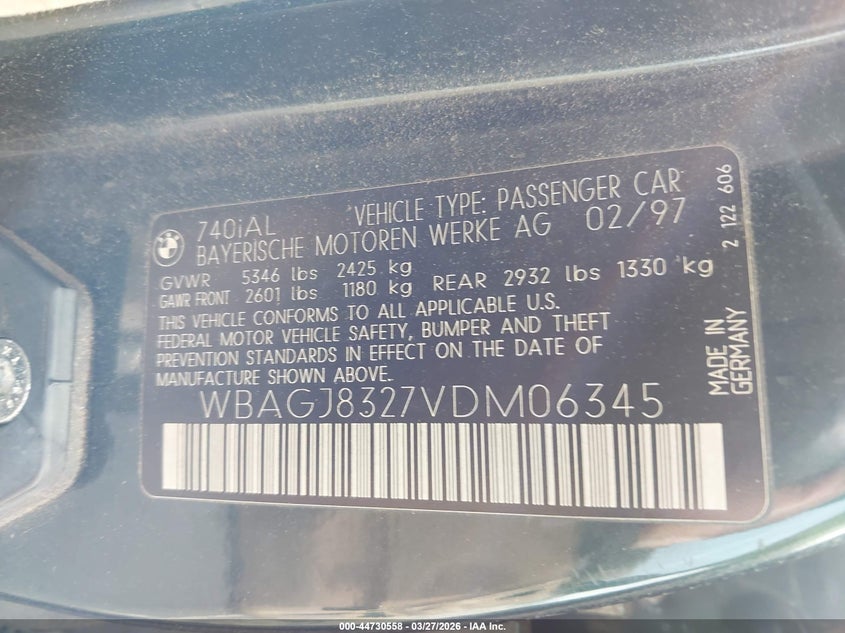 740iAL VEHICLE TYPE: PASSENGER CAR
BAYERISCHE MOTOREN WERKE AG 02/97
GVWR 5346 lbs 2425 kg
GAWR FRONT 2601 lbs 1180 kg REAR 2932 lbs 1330 kg
THIS VEHICLE CONFORMS TO ALL APPLICABLE U.S.
FEDERAL MOTOR VEHICLE SAFETY, BUMPER AND THEFT
PREVENTION STANDARDS IN EFFECT ON THE DATE OF
MANUFACTURE SHOWN ABOVE.
WBAGJ8327VDM06345
2 122 606
MADE IN
GERMANY
000-44730558 - 03/27/2026 - IAA Inc.